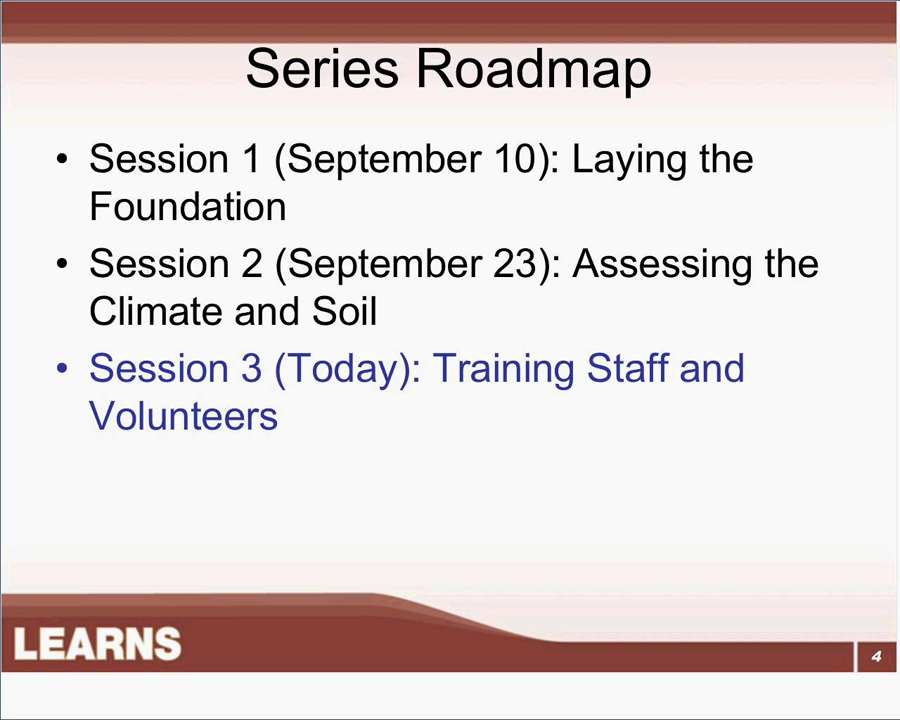 Series Roadmap
• Session 1 (September 10): Laying the
Foundation
• Session 2 (September 23): Assessing the
Climate and Soil
• Session 3 (Today): Training Staff and
Volunteers
LEARNS
4